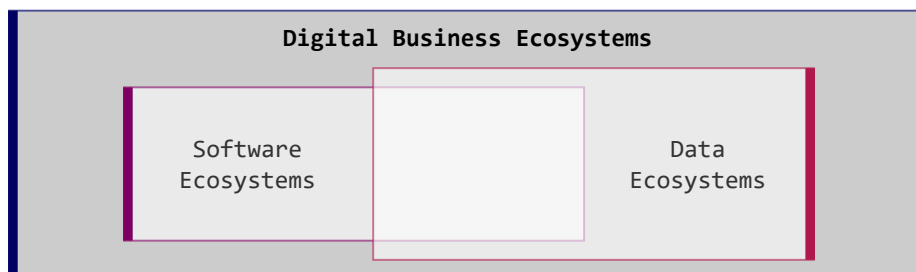 Digital Business Ecosystems
Software
Ecosystems
Data
Ecosystems